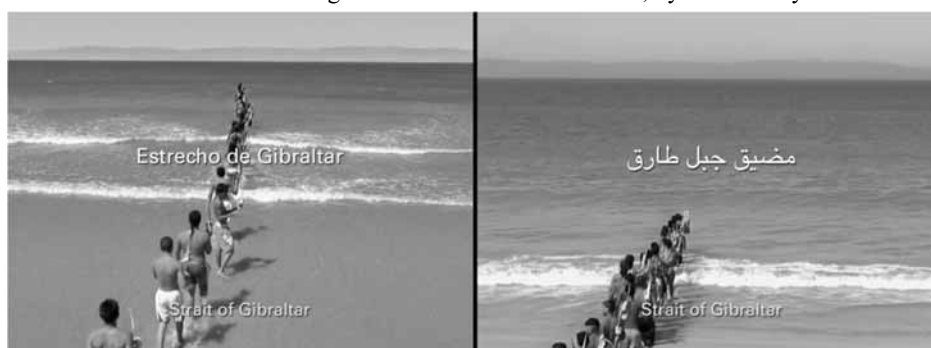 Estrecho de Gibraltar
Strait of Gibraltar
مضيق جبل طارق
Strait of Gibraltar